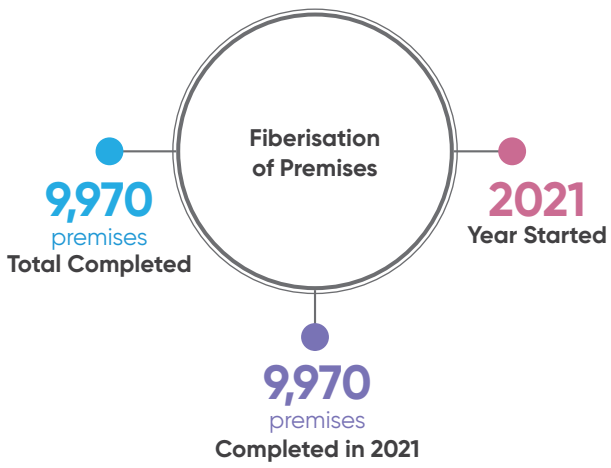 Fiberisation
of Premises
9,970
premises
Total Completed
2021
Year Started
9,970
premises
Completed in 2021